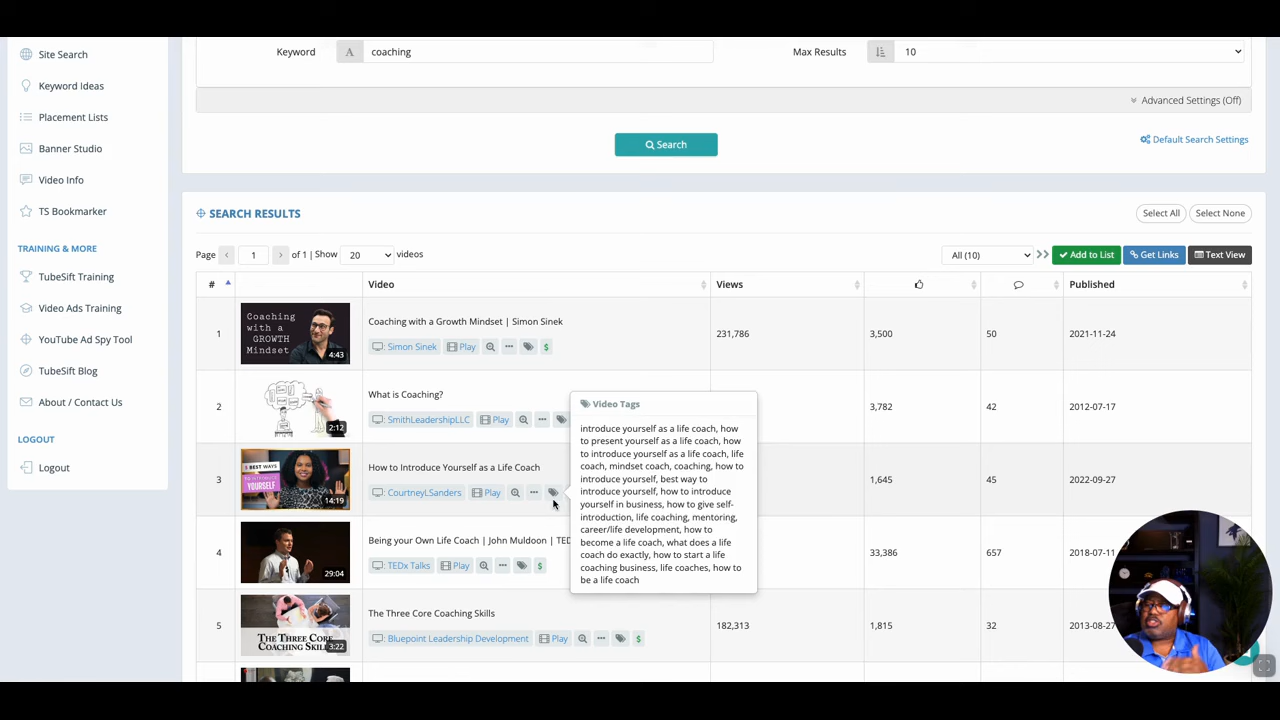 Site Search
Keyword Ideas
Placement Lists
Banner Studio
Video Info
TS Bookmarker
TRAINING & MORE
TubeSift Training
Video Ads Training
YouTube Ad Spy Tool
TubeSift Blog
About / Contact Us
LOGOUT
Logout
Keyword A coaching Max Results 10
Advanced Settings (Off)
Search
Default Search Settings
SEARCH RESULTS
Select All Select None
Page 1 of 1 | Show 20 videos
All (10) Add to List Get Links Text View
# Video Views Published
1
Coaching with a GROWTH Mindset
4:43
Coaching with a Growth Mindset | Simon Sinek
: Simon Sinek Play $
231,786 3,500 50 2021-11-24
2
2:12
What is Coaching?
: SmithLeadershipLLC Play
3,782 42 2012-07-17
3
BEST WAYS
TO INTRODUCE
YOURSELF
14:19
How to Introduce Yourself as a Life Coach
: CourtneyLSanders Play
1,645 45 2022-09-27
Video Tags
introduce yourself as a life coach, how
to present yourself as a life coach, how
to introduce yourself as a life coach, life
coach, mindset coach, coaching, how to
introduce yourself, best way to
introduce yourself, how to introduce
yourself in business, how to give self-
introduction, life coaching, mentoring,
career/life development, how to
become a life coach, what does a life
coach do exactly, how to start a life
coaching business, life coaches, how to
be a life coach
4
29:04
Being your Own Life Coach | John Muldoon | TED
: TEDx Talks Play $
33,386 657 2018-07-11
5
THE THREE CORE
COACHING SKILLS
3:22
The Three Core Coaching Skills
: Bluepoint Leadership Development Play $
182,313 1,815 32 2013-08-27